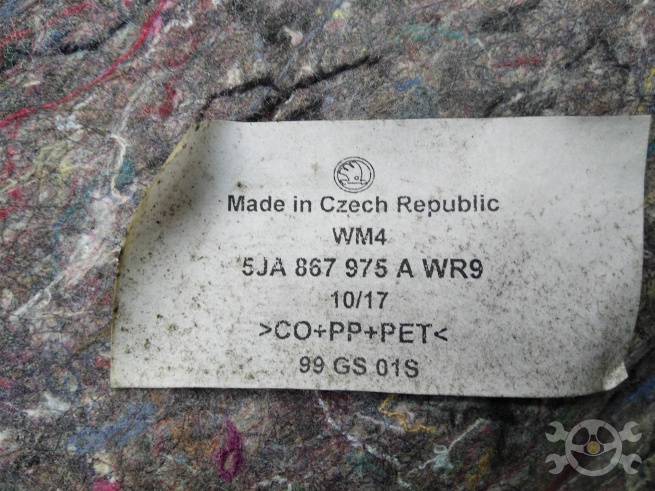 Made in Czech Republic
WM4
5JA 867 975 A WR9
10/17
>CO+PP+PET<
99 GS 01S